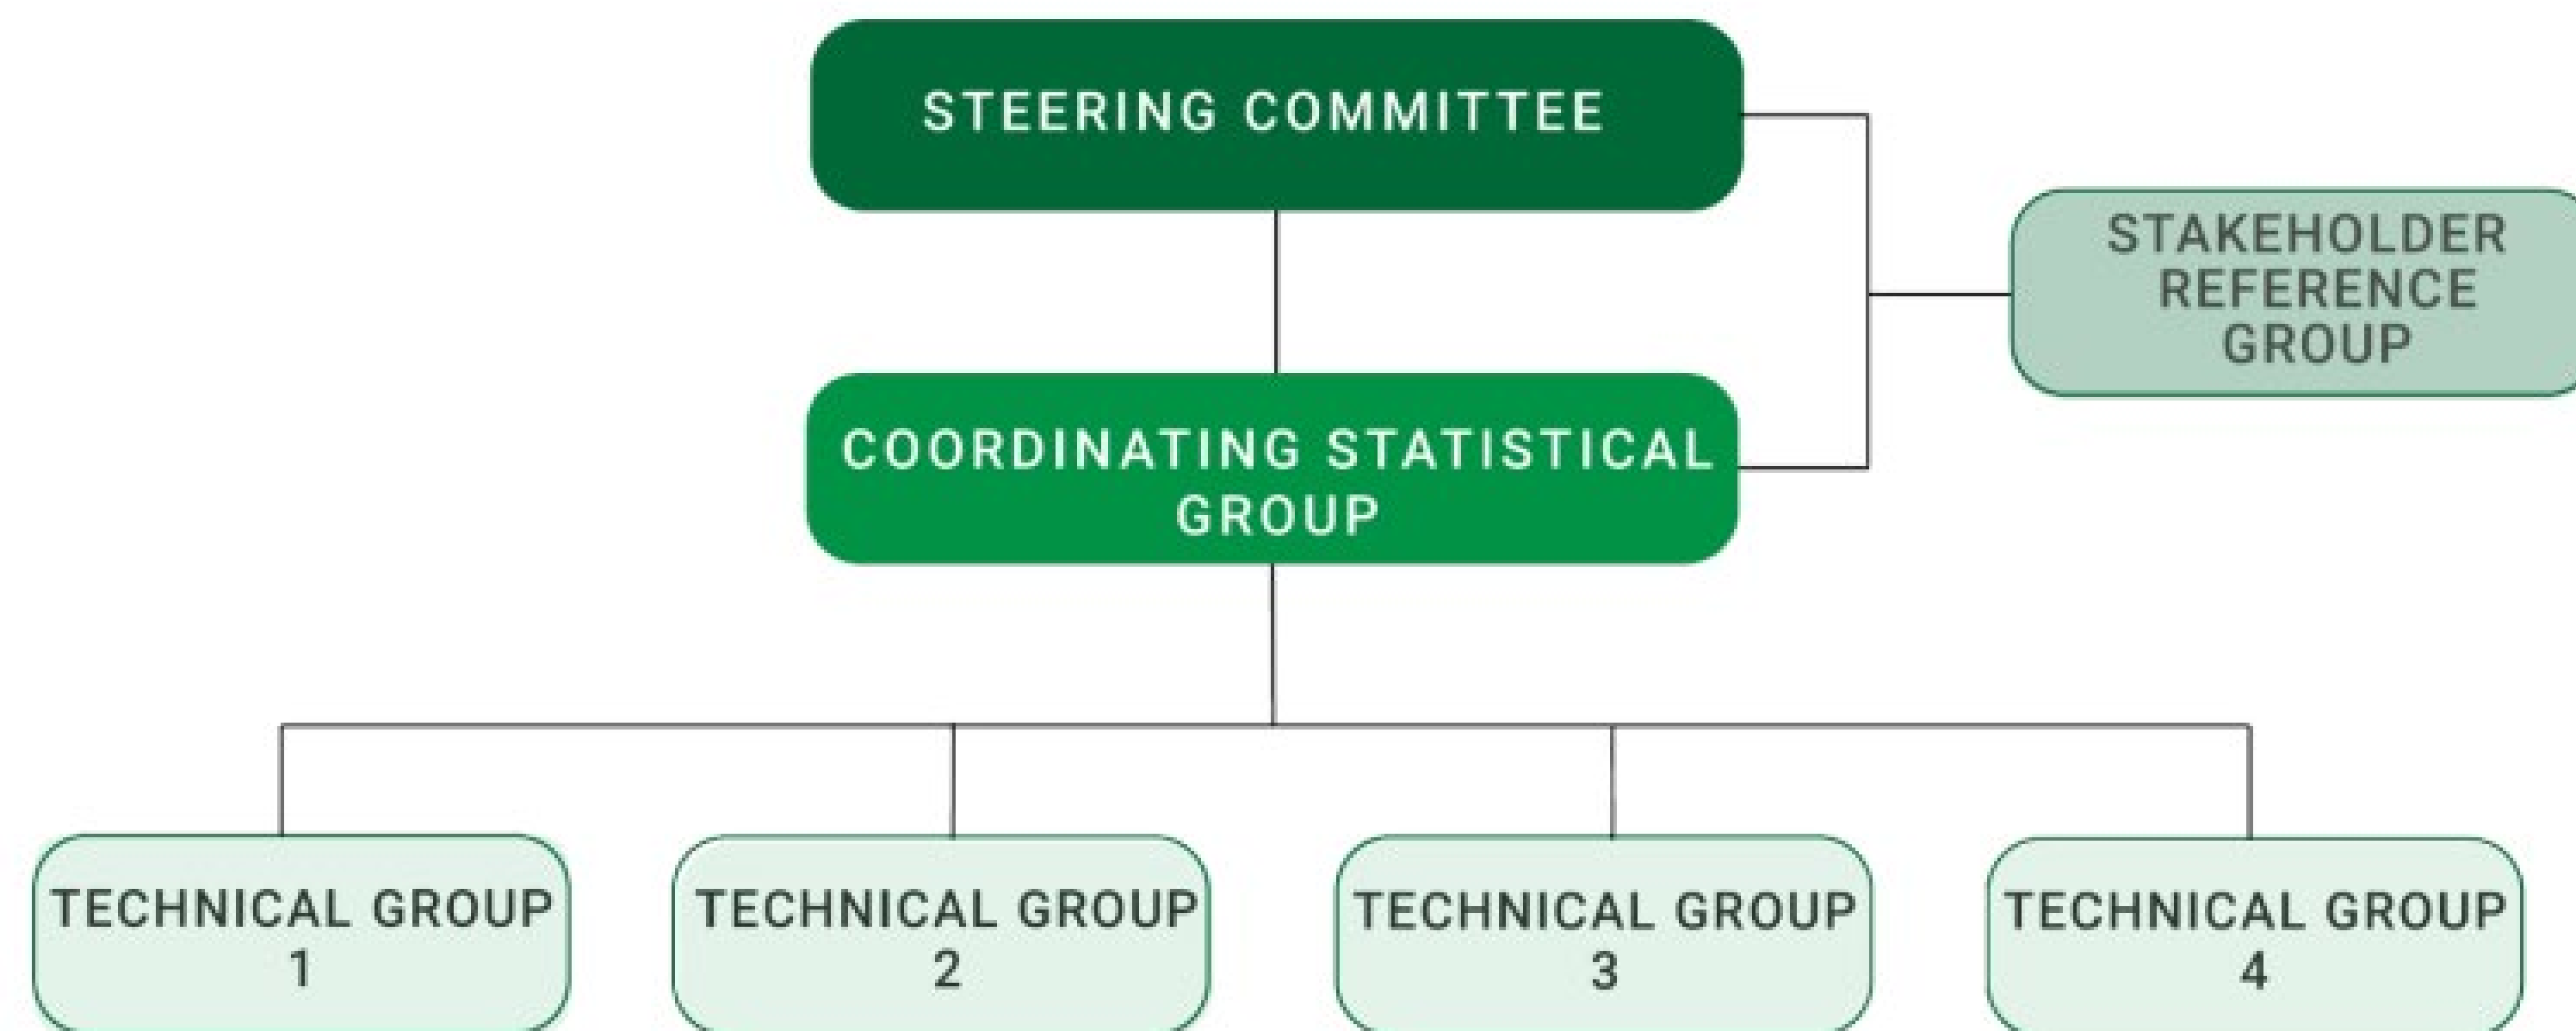 STEERING COMMITTEE
STAKEHOLDER
REFERENCE
GROUP
COORDINATING STATISTICAL
GROUP
TECHNICAL GROUP
1
TECHNICAL GROUP
2
TECHNICAL GROUP
3
TECHNICAL GROUP
4